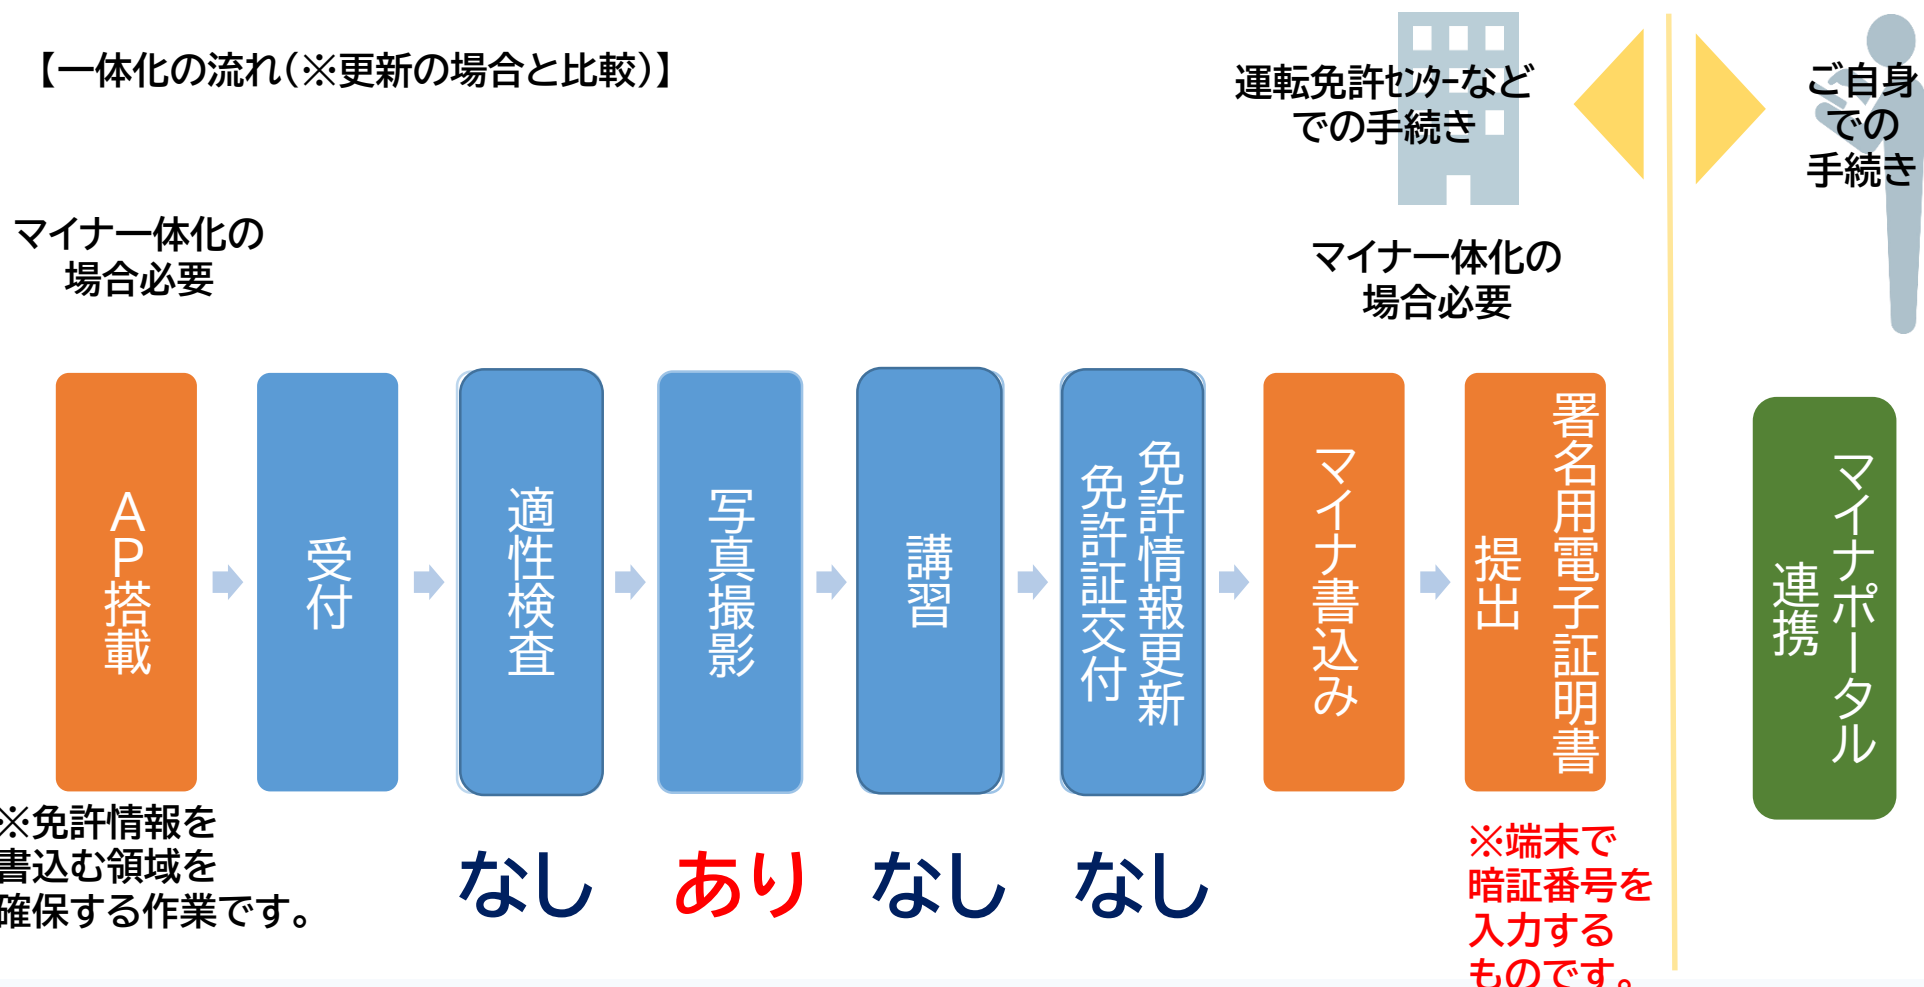 【一体化の流れ(※更新の場合と比較)】
運転免許ｾﾝﾀｰなど
での手続き
ご自身
での
手続き
マイナ一体化の
場合必要
マイナ一体化の
場合必要
AP搭載
受付
適性検査
写真撮影
講習
免許情報更新
免許証交付
マイナ書込み
署名用電子証明書
提出
マイナポータル
連携
※免許情報を
書込む領域を
確保する作業です。
なし
あり
なし
なし
※端末で
暗証番号を
入力する
ものです。